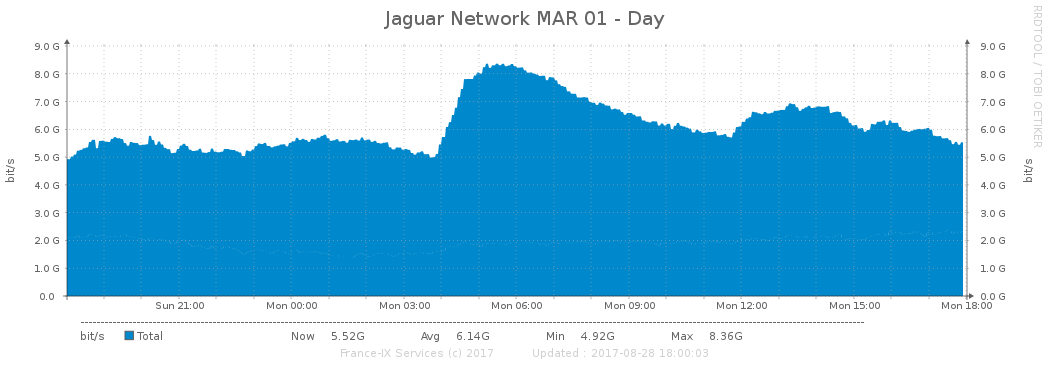 Jaguar Network MAR 01 - Day
RRDTOOL / TOBI OETIKER
bit/s
9.0 G
8.0 G
7.0 G
6.0 G
5.0 G
4.0 G
3.0 G
2.0 G
1.0 G
0.0
9.0 G
8.0 G
7.0 G
6.0 G
5.0 G
4.0 G
3.0 G
2.0 G
1.0 G
0.0 G
bit/s
Sun 21:00 Mon 00:00 Mon 03:00 Mon 06:00 Mon 09:00 Mon 12:00 Mon 15:00 Mon 18:00
bit/s Total Now 5.52G Avg 6.14G Min 4.92G Max 8.36G
France-IX Services (c) 2017 Updated : 2017-08-28 18:00:03